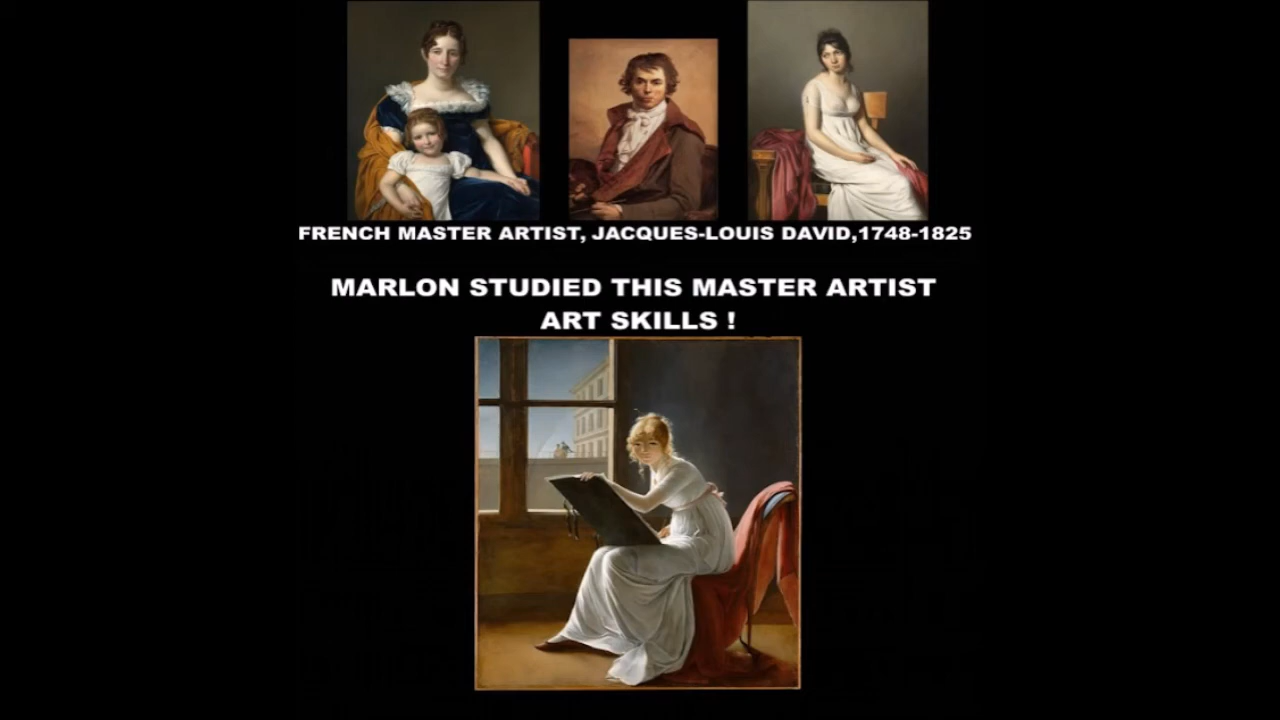 FRENCH MASTER ARTIST, JACQUES-LOUIS DAVID,1748-1825
MARLON STUDIED THIS MASTER ARTIST
ART SKILLS !